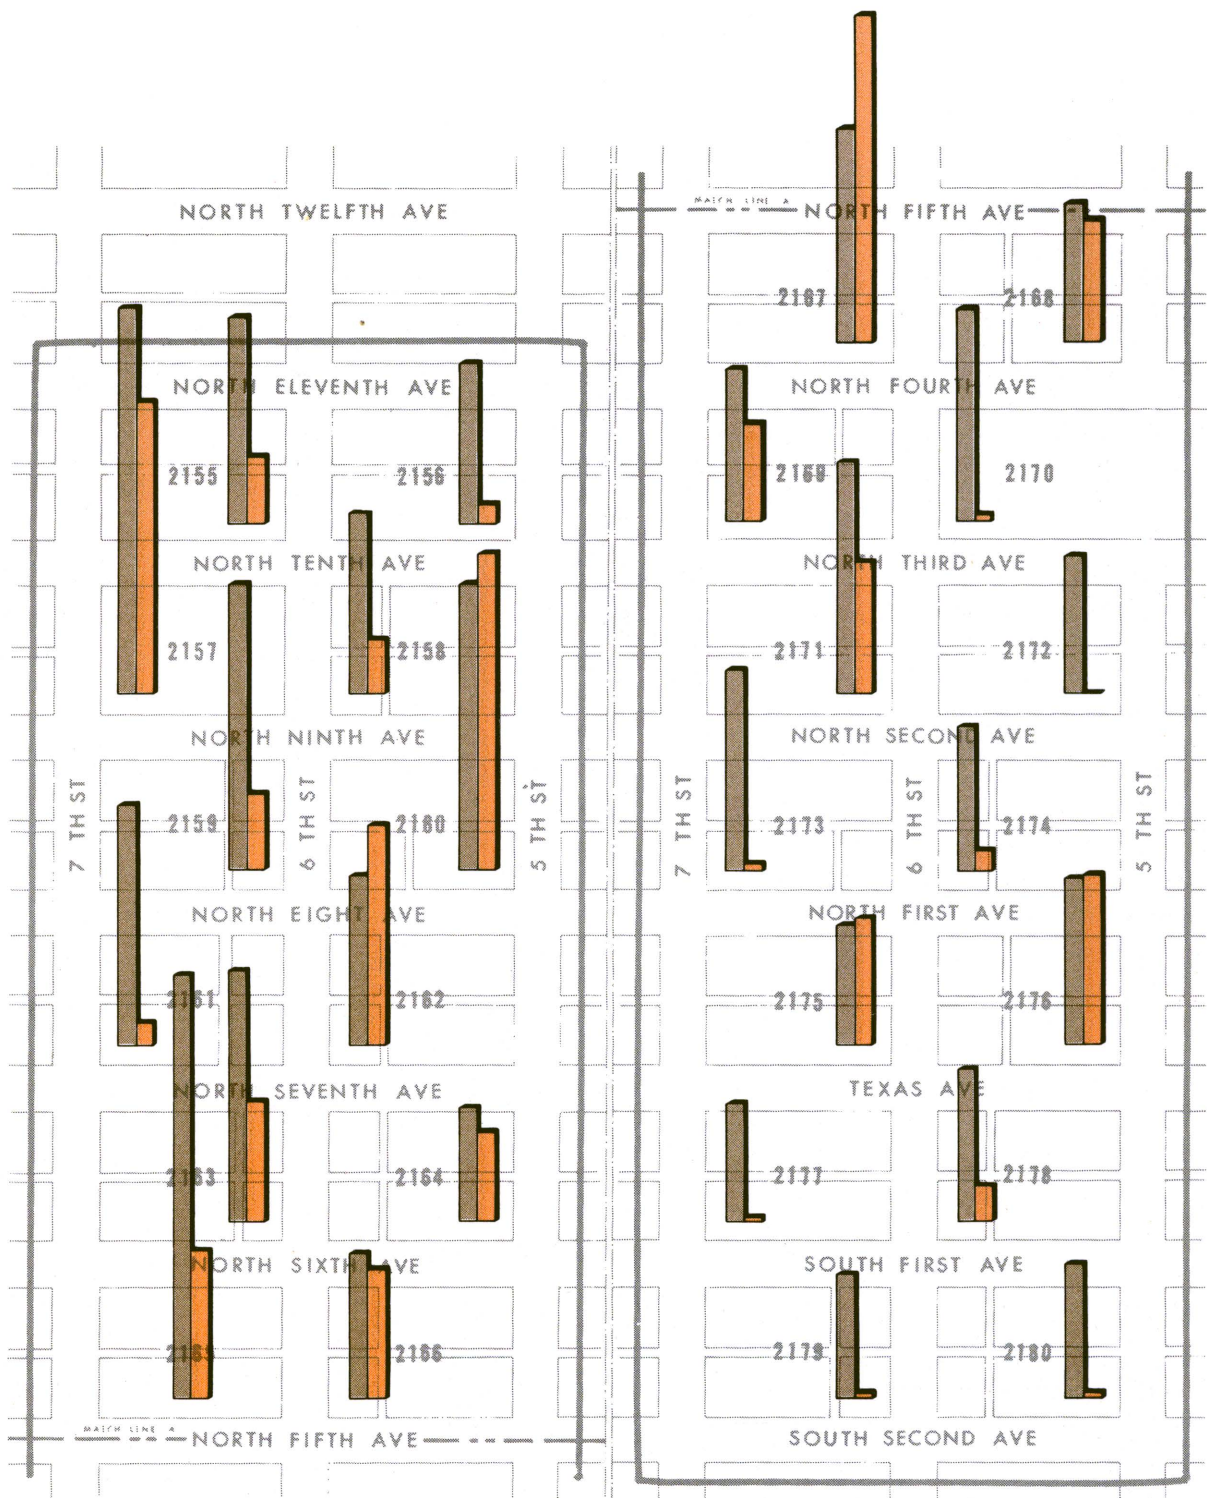 NORTH TWELFTH AVE
NORTH ELEVENTH AVE
2155
2156
NORTH TENTH AVE
2157
2158
NORTH NINTH AVE
7 TH ST
6 TH ST
5 TH ST
2159
2160
NORTH EIGHT AVE
2161
2162
NORTH SEVENTH AVE
2163
2164
NORTH SIXTH AVE
2165
2166
MATCH LINE A
NORTH FIFTH AVE
MATCH LINE A
NORTH FIFTH AVE
2167
2168
NORTH FOURTH AVE
2169
2170
NORTH THIRD AVE
2171
2172
NORTH SECOND AVE
7 TH ST
6 TH ST
5 TH ST
2173
2174
NORTH FIRST AVE
2175
2176
TEXAS AVE
2177
2178
SOUTH FIRST AVE
2179
2180
SOUTH SECOND AVE